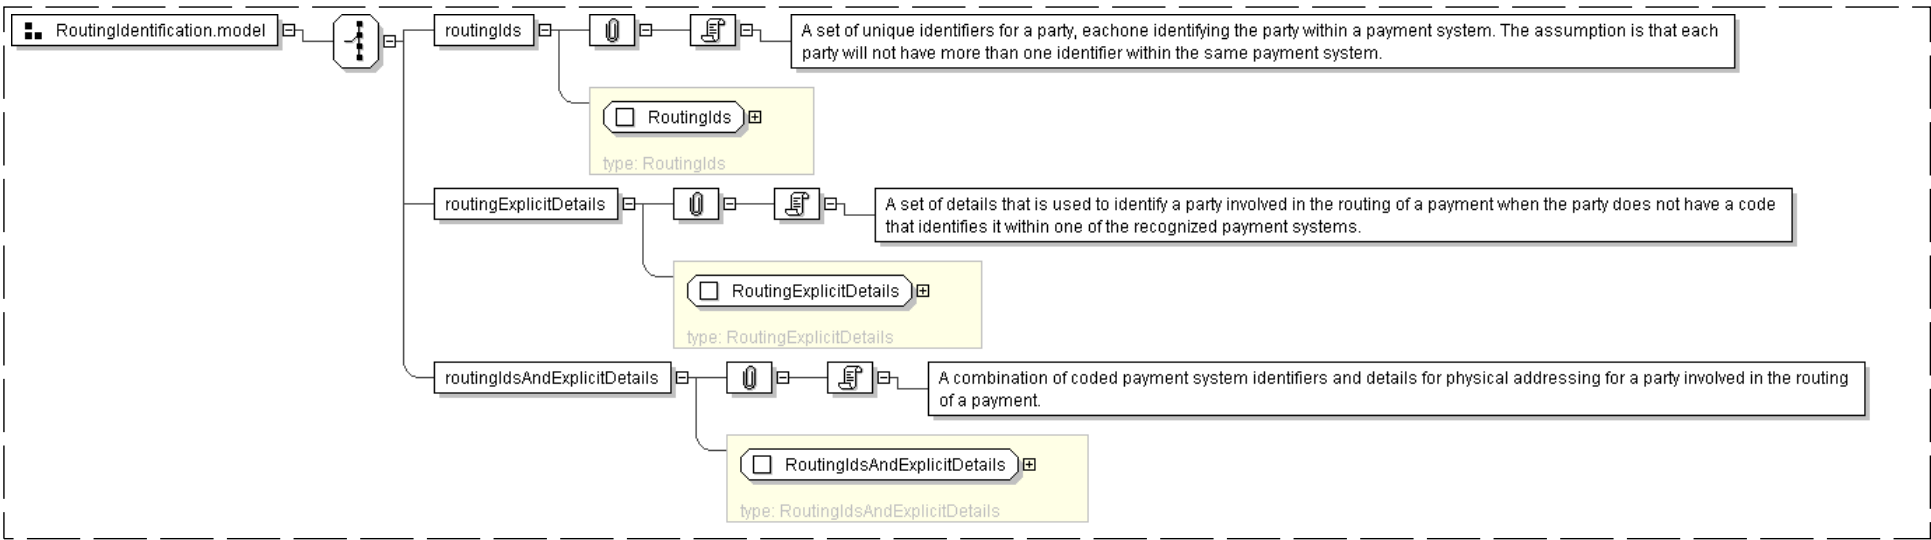 RoutingIdentification.model
routingIds
A set of unique identifiers for a party, eachone identifying the party within a payment system. The assumption is that each
party will not have more than one identifier within the same payment system.
RoutingIds
type: RoutingIds
routingExplicitDetails
A set of details that is used to identify a party involved in the routing of a payment when the party does not have a code
that identifies it within one of the recognized payment systems.
RoutingExplicitDetails
type: RoutingExplicitDetails
routingIdsAndExplicitDetails
A combination of coded payment system identifiers and details for physical addressing for a party involved in the routing
of a payment.
RoutingIdsAndExplicitDetails
type: RoutingIdsAndExplicitDetails